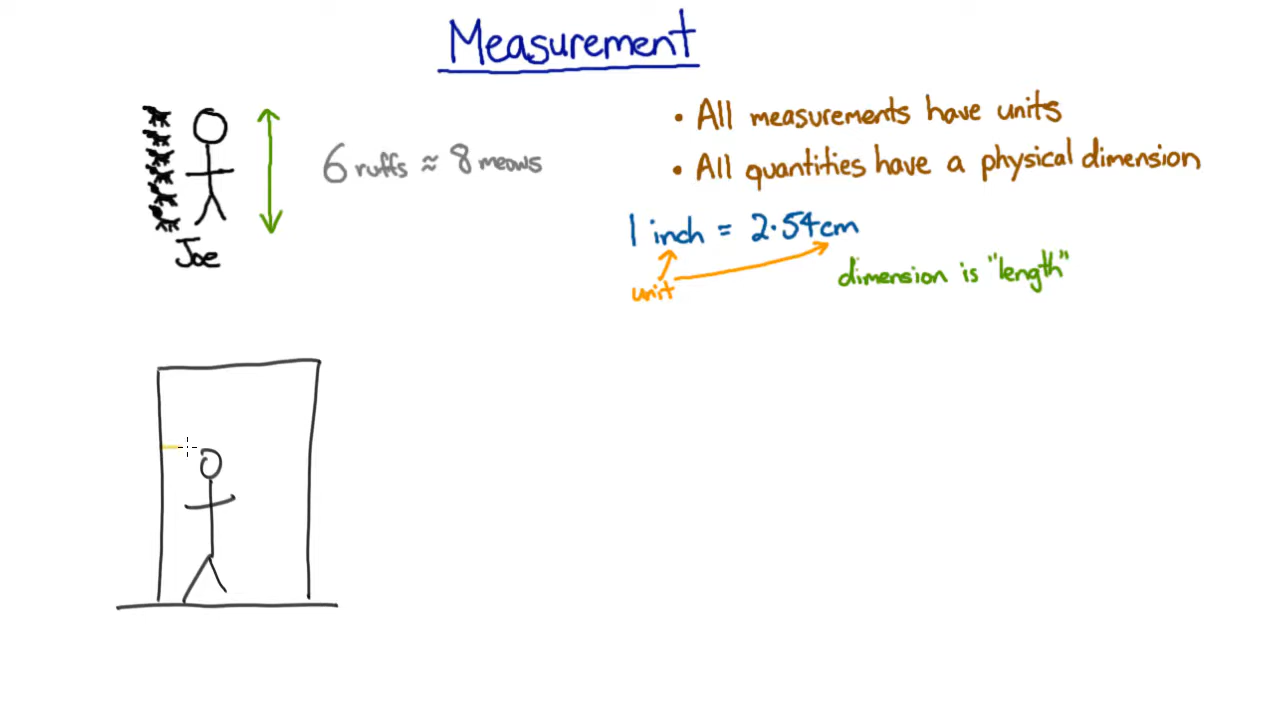 Measurement
6 ruffs ≈ 8 meows
Joe
• All measurements have units
• All quantities have a physical dimension
1 inch = 2·54cm
unit
dimension is "length"